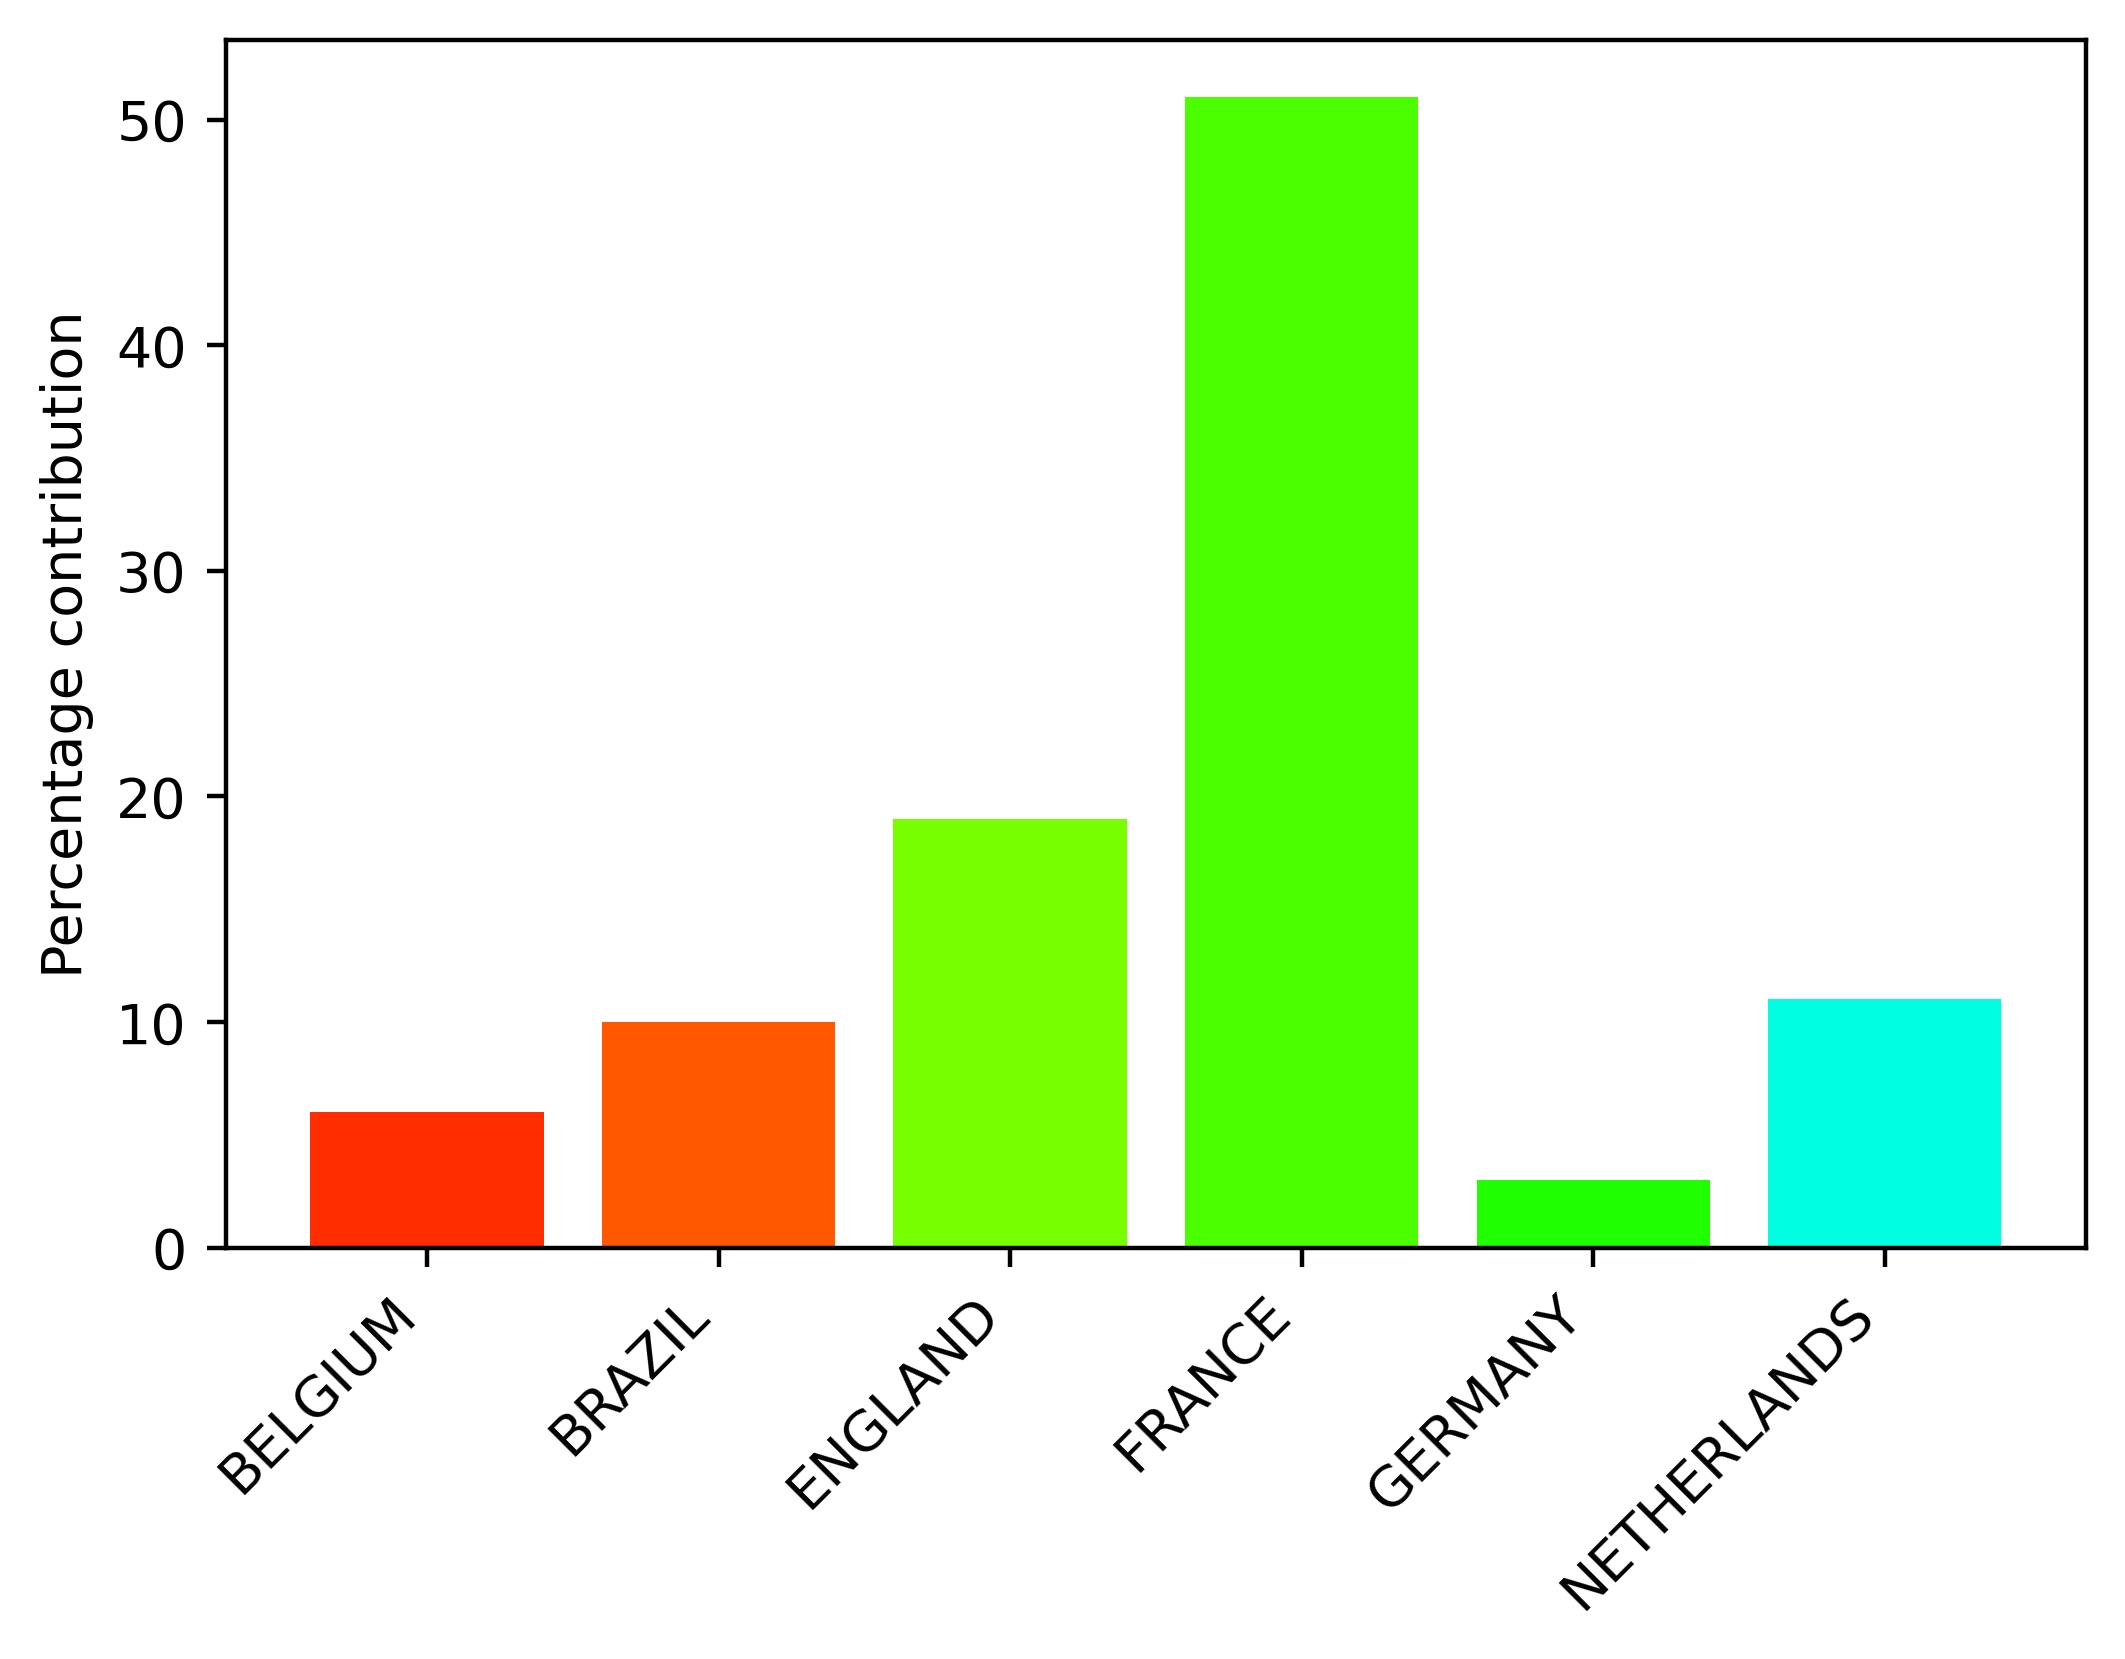 Percentage contribution
50
40
30
20
10
0
BELGIUM
BRAZIL
ENGLAND
FRANCE
GERMANY
NETHERLANDS